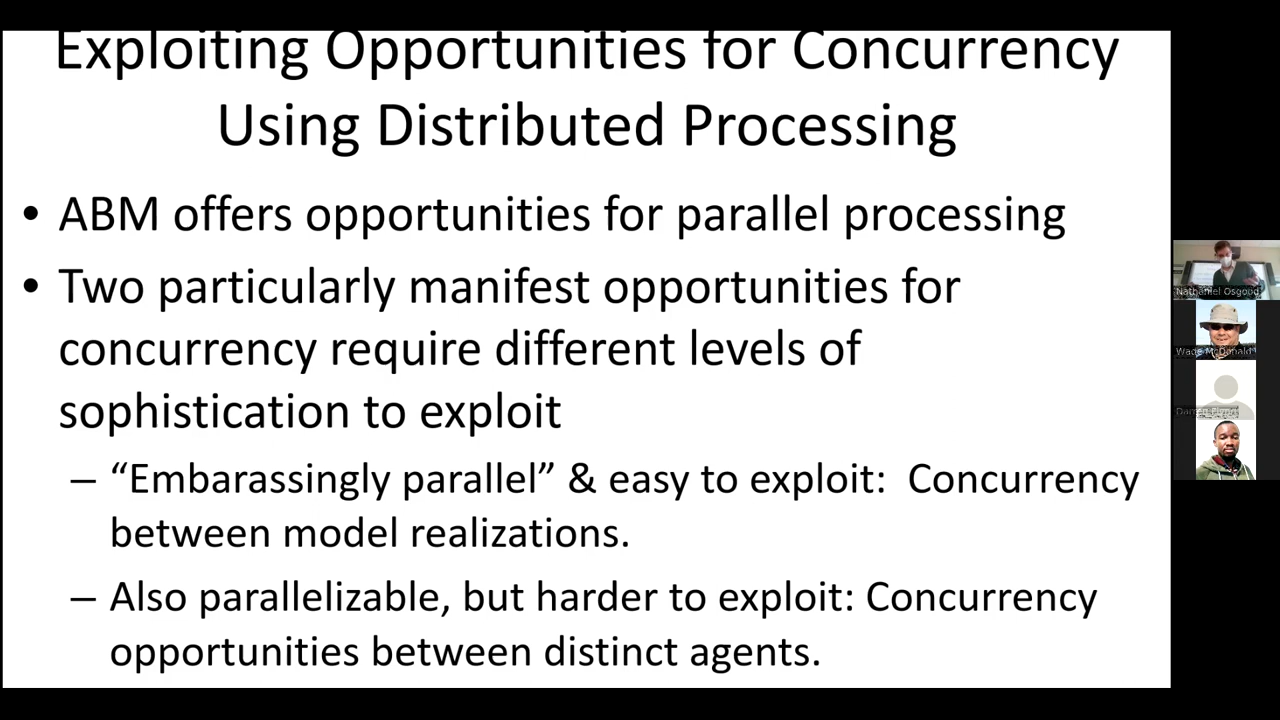 Exploiting Opportunities for Concurrency
Using Distributed Processing
• ABM offers opportunities for parallel processing
• Two particularly manifest opportunities for
concurrency require different levels of
sophistication to exploit
– “Embarassingly parallel” & easy to exploit: Concurrency
between model realizations.
– Also parallelizable, but harder to exploit: Concurrency
opportunities between distinct agents.
Nathaniel Osgood
Wade McDonald